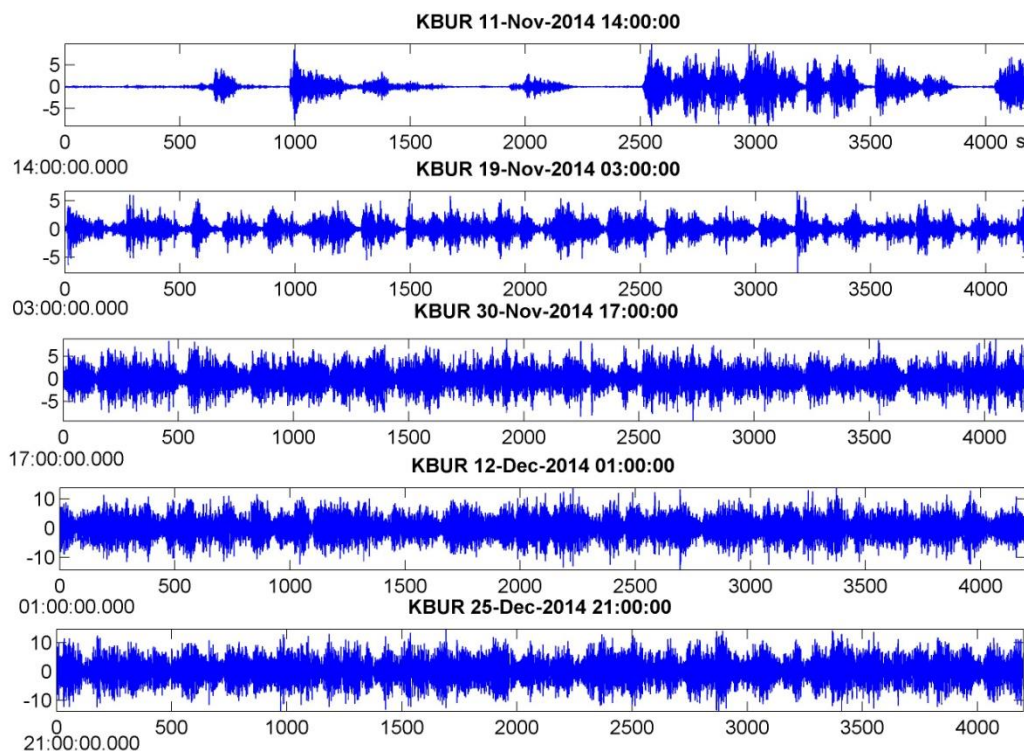 KBUR 11-Nov-2014 14:00:00
5
0
-5
0 500 1000 1500 2000 2500 3000 3500 4000 s
14:00:00.000
KBUR 19-Nov-2014 03:00:00
5
0
-5
0 500 1000 1500 2000 2500 3000 3500 4000
03:00:00.000
KBUR 30-Nov-2014 17:00:00
5
0
-5
0 500 1000 1500 2000 2500 3000 3500 4000
17:00:00.000
KBUR 12-Dec-2014 01:00:00
10
0
-10
0 500 1000 1500 2000 2500 3000 3500 4000
01:00:00.000
KBUR 25-Dec-2014 21:00:00
10
0
-10
0 500 1000 1500 2000 2500 3000 3500 4000
21:00:00.000